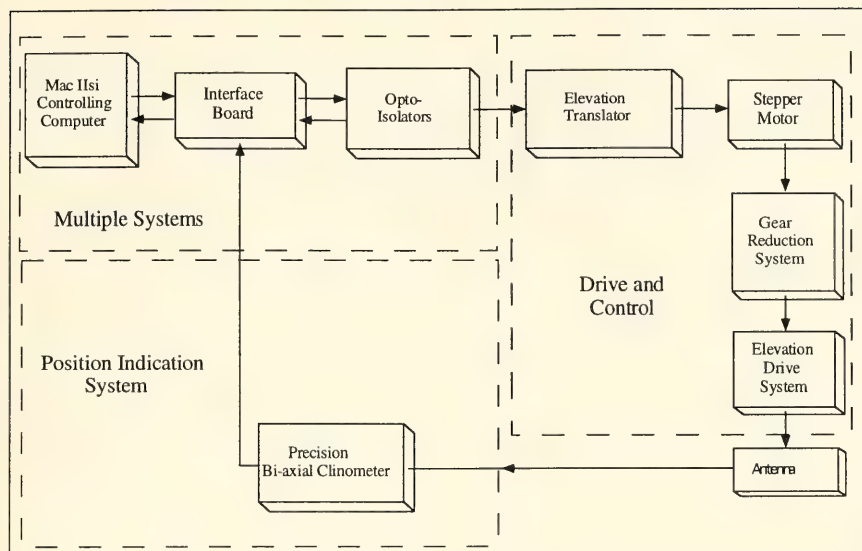 Mac IIsi
Controlling
Computer
Interface
Board
Opto-
Isolators
Elevation
Translator
Stepper
Motor
Multiple Systems
Gear
Reduction
System
Drive and
Control
Position Indication
System
Elevation
Drive
System
Precision
Bi-axial Clinometer
Antenna